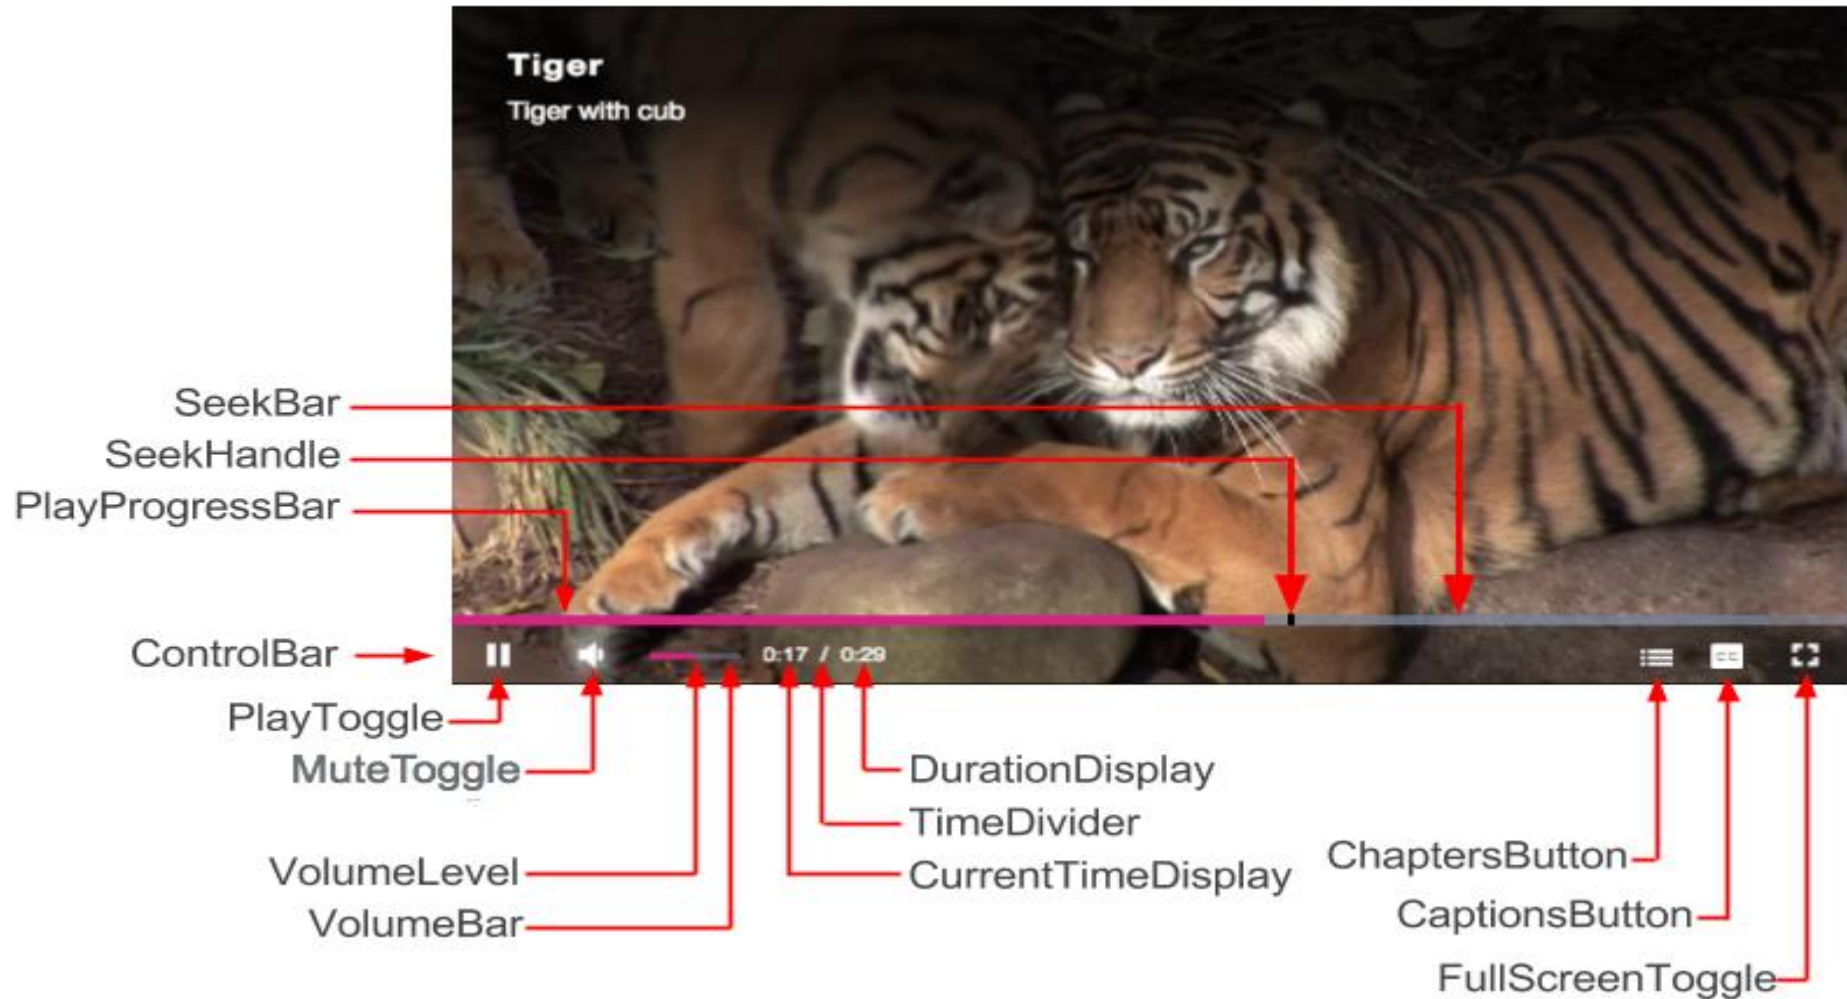 Tiger
Tiger with cub
SeekBar
SeekHandle
PlayProgressBar
ControlBar
0:17 / 0:29
CC
PlayToggle
MuteToggle
DurationDisplay
TimeDivider
VolumeLevel
CurrentTimeDisplay
VolumeBar
ChaptersButton
CaptionsButton
FullScreenToggle